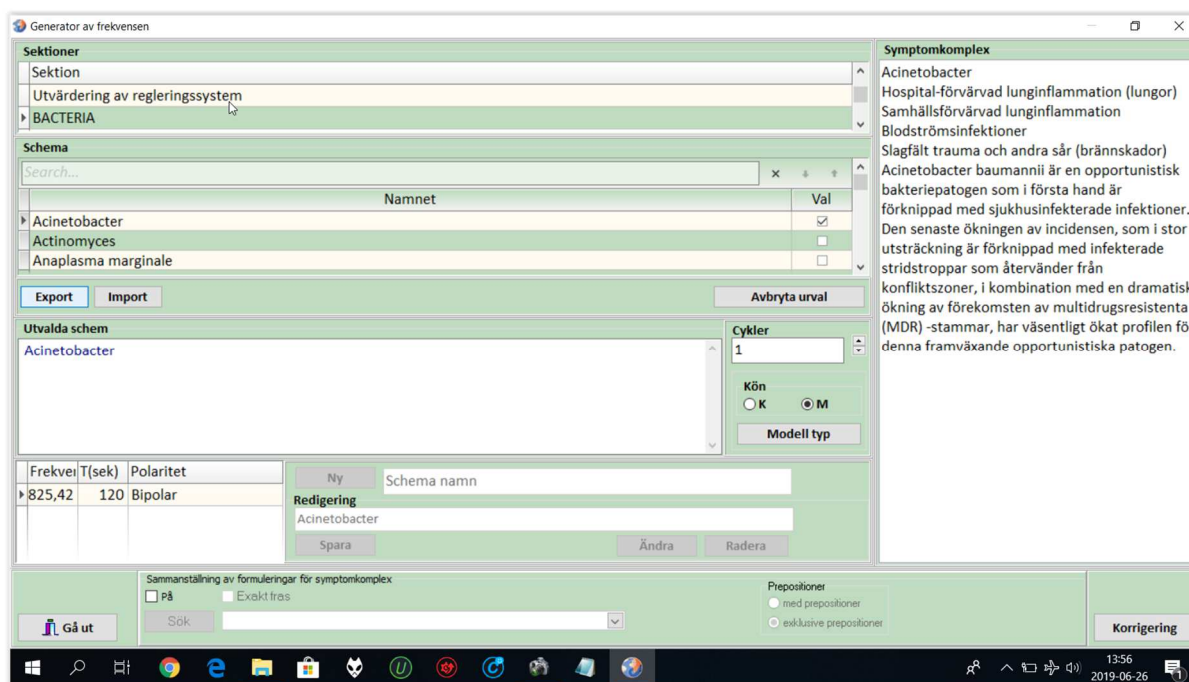 Generator av frekvensen
Sektioner
Sektion
Utvärdering av regleringssystem
BACTERIA
Schema
Search...
Namnet Val
Acinetobacter
Actinomyces
Anaplasma marginale
Export Import Avbryta urval
Utvalda schem
Acinetobacter
Cykler
1
Kön
K M
Modell typ
Frekver T(sek) Polaritet
825,42 120 Bipolar
Ny Schema namn
Redigering
Acinetobacter
Spara Ändra Radera
Symptomkomplex
Acinetobacter
Hospital-förvärvad lunginflammation (lungor)
Samhällsförvärvad lunginflammation
Blodströmsinfektioner
Slagfält trauma och andra sår (brännskador)
Acinetobacter baumannii är en opportunistisk
bakteriepatogen som i första hand är
förknippad med sjukhusinfekterade infektioner.
Den senaste ökningen av incidensen, som i stor
utsträckning är förknippad med infekterade
stridstroppar som återvänder från
konfliktszoner, i kombination med en dramatisk
ökning av förekomsten av multidrugsresistenta
(MDR) -stammar, har väsentligt ökat profilen fö
denna framväxande opportunistiska patogen.
Sammanställning av formuleringar för symptomkomplex
På Exakt fras
Sök
Prepositioner
med prepositioner
exklusive prepositioner
Gå ut
Korrigering
13:56
2019-06-26
1